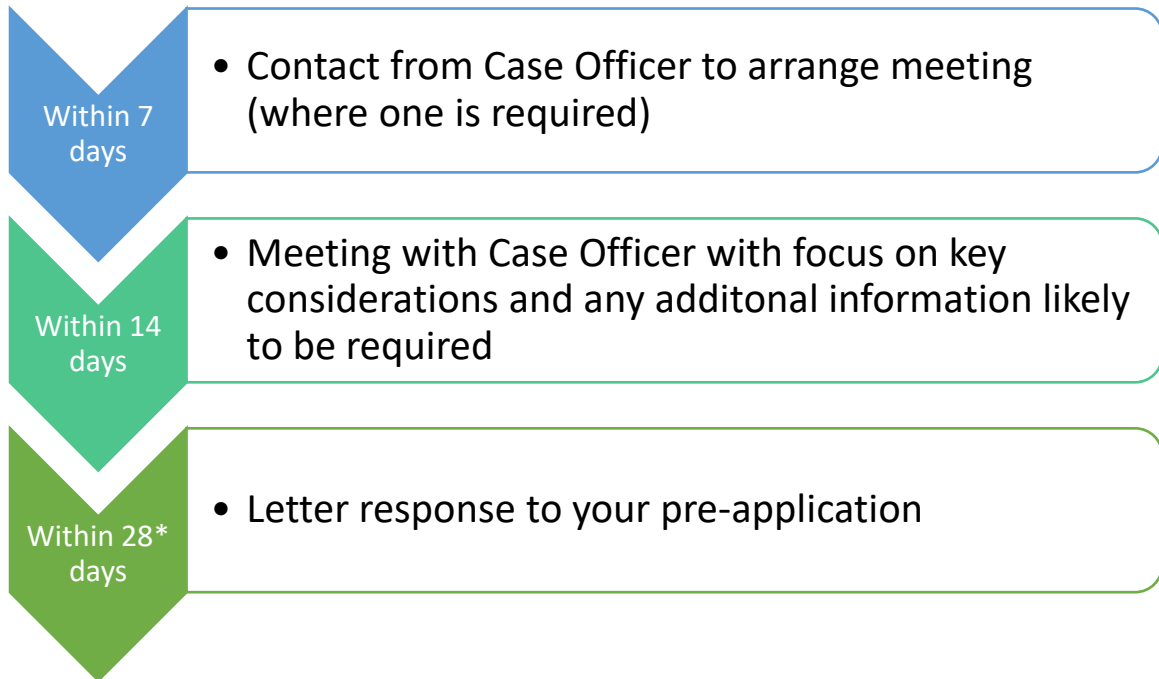 Within 7
days
• Contact from Case Officer to arrange meeting
(where one is required)
Within 14
days
• Meeting with Case Officer with focus on key
considerations and any additonal information likely
to be required
Within 28*
days
• Letter response to your pre-application